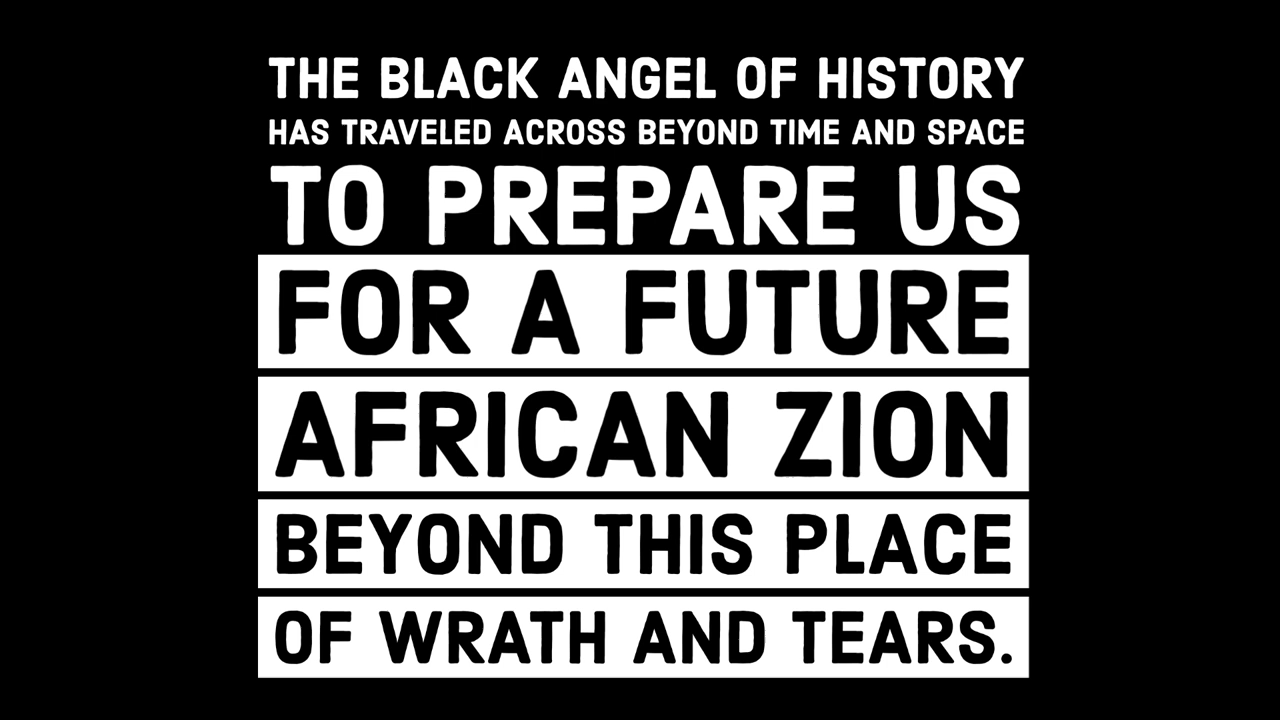 THE BLACK ANGEL OF HISTORY
HAS TRAVELED ACROSS BEYOND TIME AND SPACE
TO PREPARE US
FOR A FUTURE
AFRICAN ZION
BEYOND THIS PLACE
OF WRATH AND TEARS.